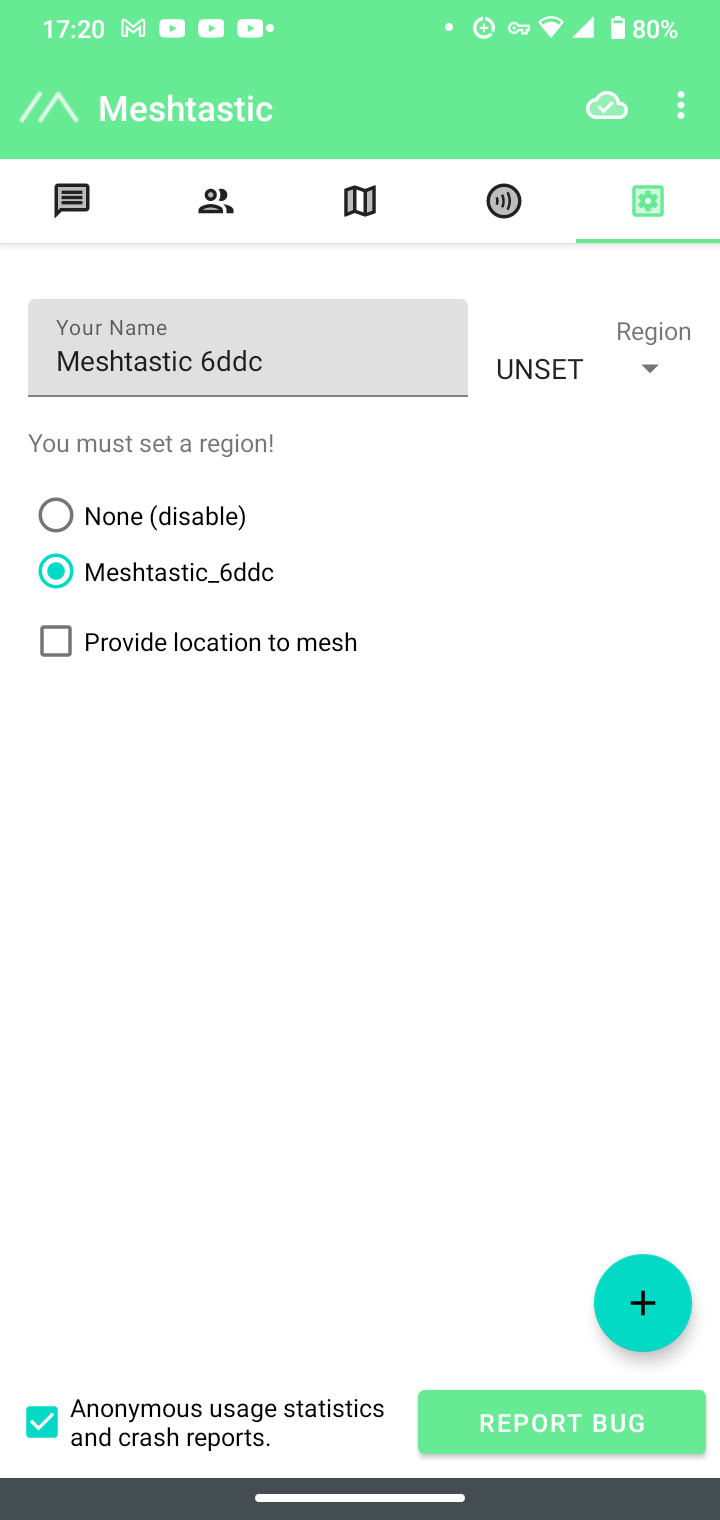 17:20
80%
Meshtastic
Your Name
Meshtastic 6ddc
Region
UNSET
You must set a region!
None (disable)
Meshtastic_6ddc
Provide location to mesh
Anonymous usage statistics
and crash reports.
REPORT BUG